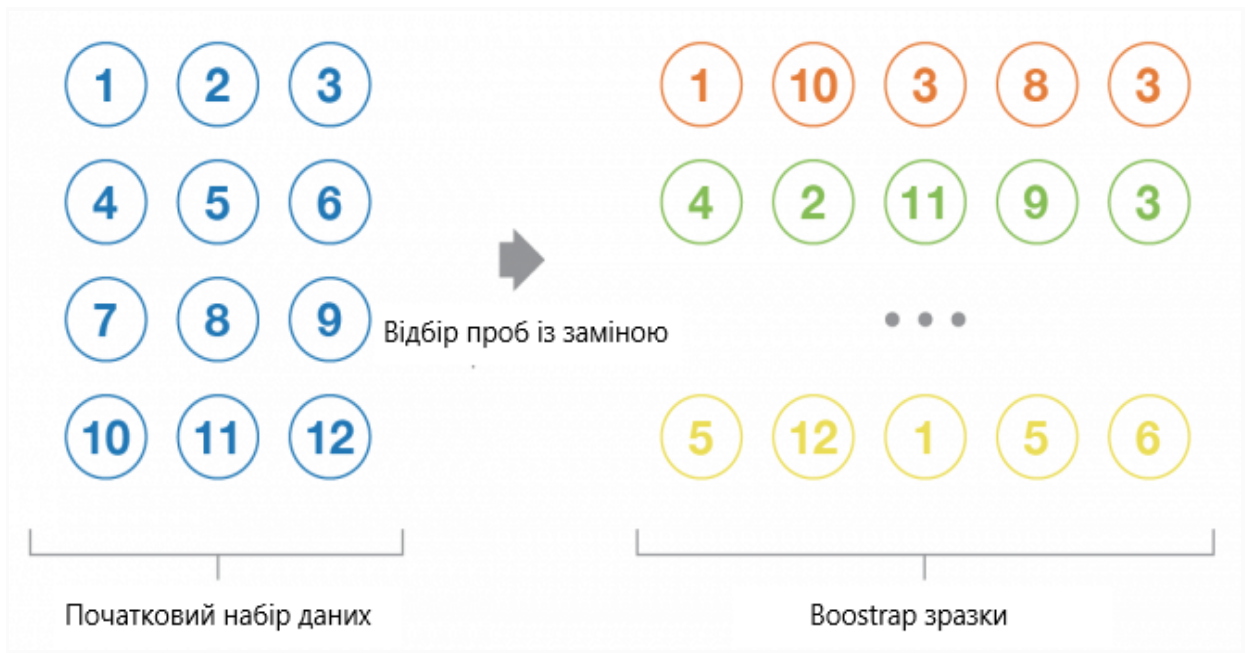 1 2 3
1 10 3 8 3
4 5 6
4 2 11 9 3
7 8 9
Відбір проб із заміною
10 11 12
5 12 1 5 6
Початковий набір даних
Boostrap зразки